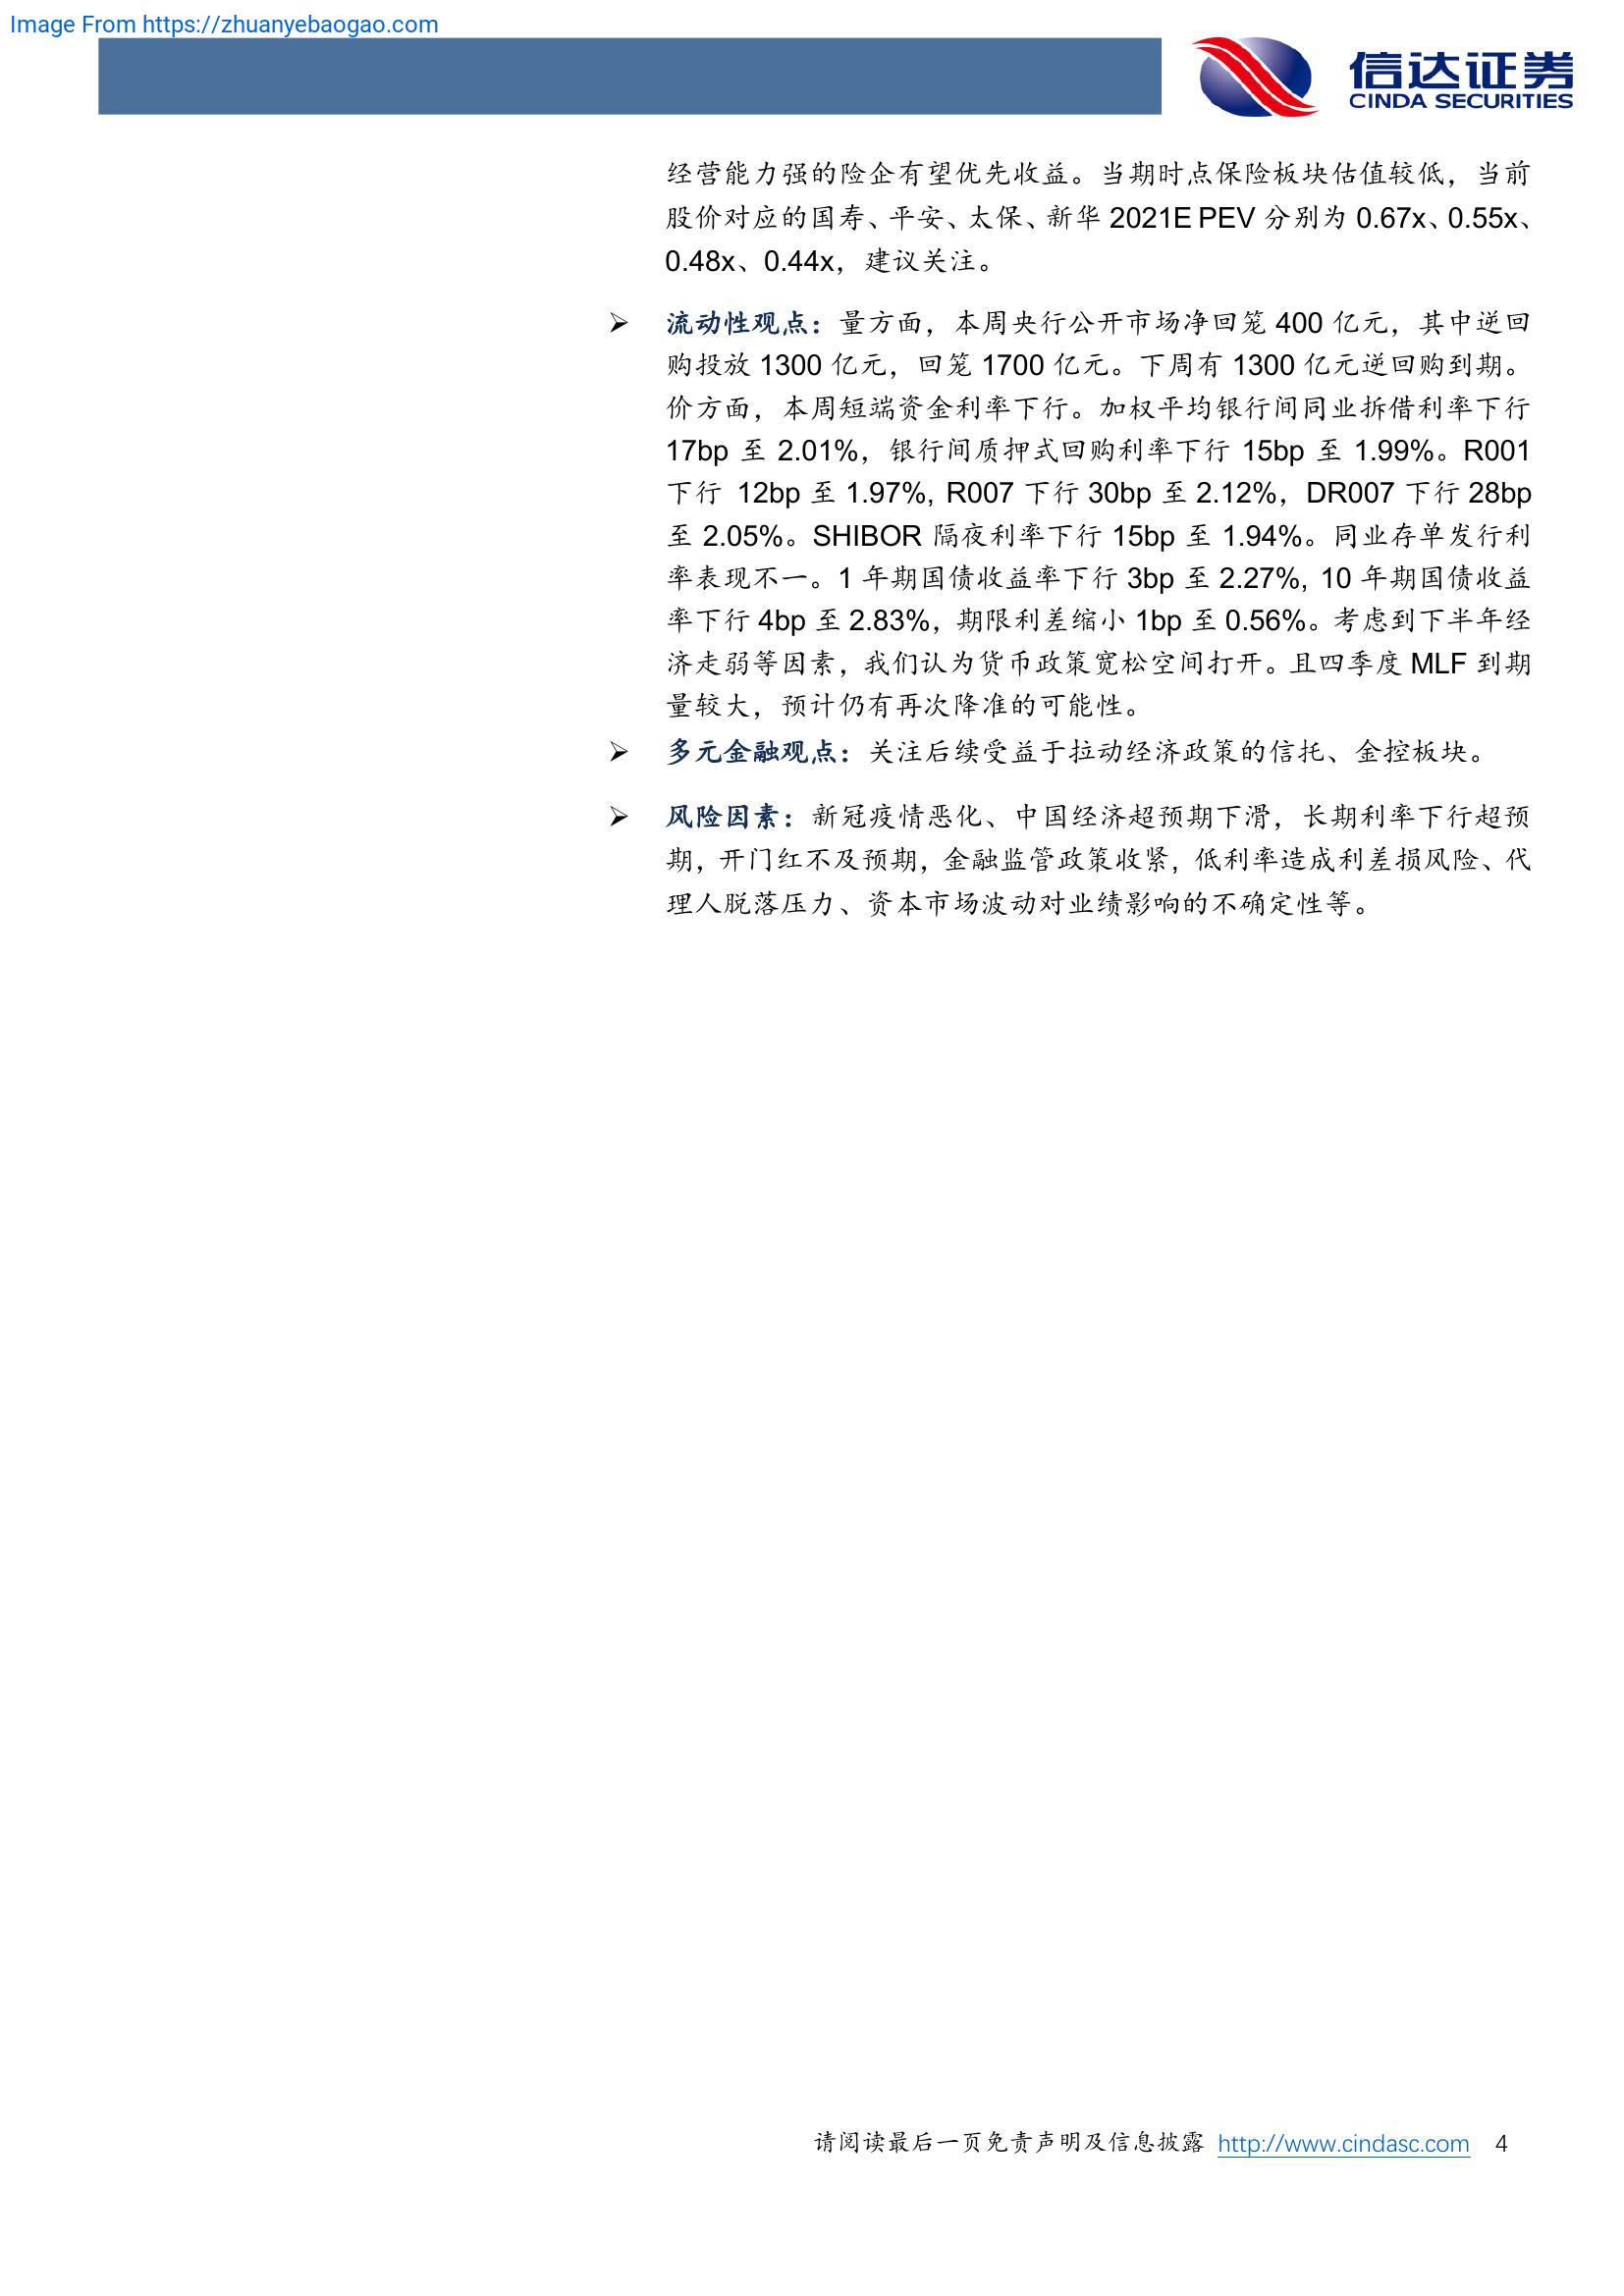 Image From https://zhuanyebaogao.com
信达证券
CINDA SECURITIES
经营能力强的险企有望优先收益。当期时点保险板块估值较低，当前
股价对应的国寿、平安、太保、新华 2021E PEV 分别为 0.67x、0.55x、
0.48x、0.44x，建议关注。
➢ 流动性观点：量方面，本周央行公开市场净回笼 400 亿元，其中逆回
购投放 1300 亿元，回笼 1700 亿元。下周有 1300 亿元逆回购到期。
价方面，本周短端资金利率下行。加权平均银行间同业拆借利率下行
17bp 至 2.01%，银行间质押式回购利率下行 15bp 至 1.99%。R001
下行 12bp 至 1.97%, R007 下行 30bp 至 2.12%，DR007 下行 28bp
至 2.05%。SHIBOR 隔夜利率下行 15bp 至 1.94%。同业存单发行利
率表现不一。1 年期国债收益率下行 3bp 至 2.27%, 10 年期国债收益
率下行 4bp 至 2.83%，期限利差缩小 1bp 至 0.56%。考虑到下半年经
济走弱等因素，我们认为货币政策宽松空间打开。且四季度 MLF 到期
量较大，预计仍有再次降准的可能性。
➢ 多元金融观点：关注后续受益于拉动经济政策的信托、金控板块。
➢ 风险因素：新冠疫情恶化、中国经济超预期下滑，长期利率下行超预
期，开门红不及预期，金融监管政策收紧，低利率造成利差损风险、代
理人脱落压力、资本市场波动对业绩影响的不确定性等。
请阅读最后一页免责声明及信息披露 http://www.cindasc.com 4